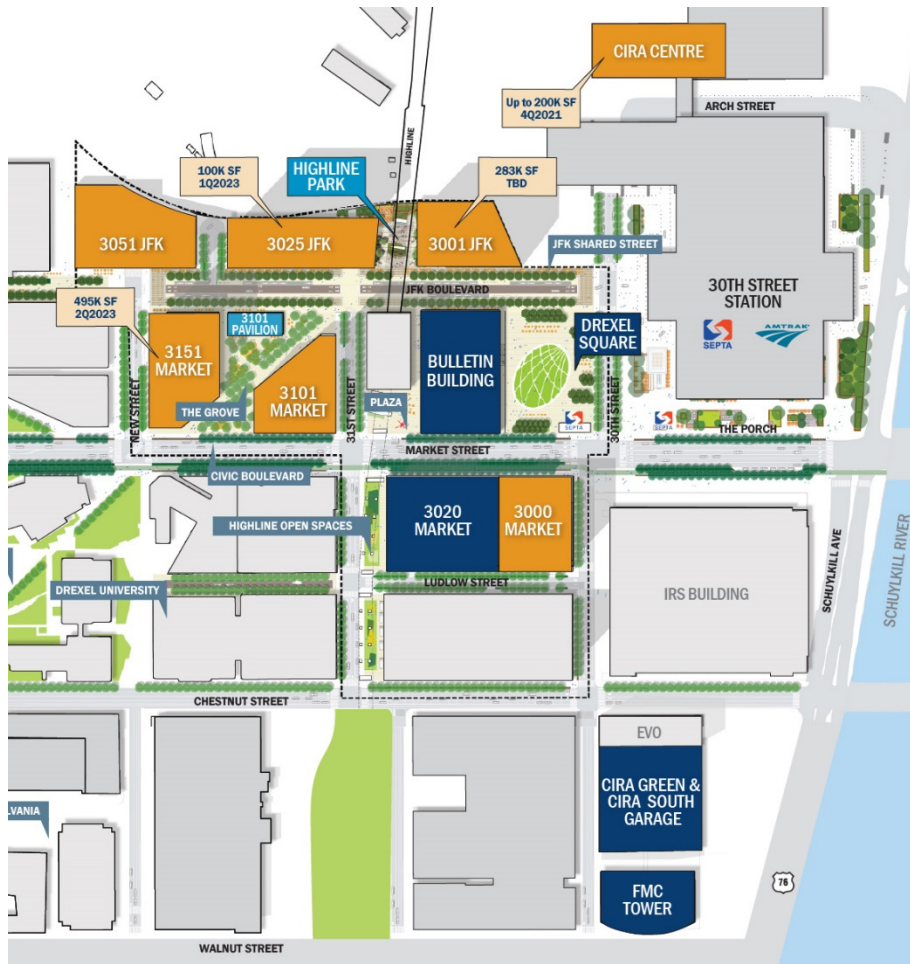 CIRA CENTRE
Up to 200K SF
4Q2021
ARCH STREET
HIGHLINE
100K SF
1Q2023
HIGHLINE
PARK
283K SF
TBD
3051 JFK
3025 JFK
3001 JFK
JFK SHARED STREET
JFK BOULEVARD
30TH STREET
STATION
SEPTA
AMTRAK
495K SF
2Q2023
3101
PAVILION
3151
MARKET
3101
MARKET
BULLETIN
BUILDING
DREXEL
SQUARE
THE GROVE
PLAZA
NEW STREET
31ST STREET
30TH STREET
SEPTA
SEPTA
THE PORCH
MARKET STREET
CIVIC BOULEVARD
HIGHLINE OPEN SPACES
3020
MARKET
3000
MARKET
LUDLOW STREET
DREXEL UNIVERSITY
IRS BUILDING
SCHUYLKILL AVE
SCHUYLKILL RIVER
CHESTNUT STREET
EVO
CIRA GREEN &
CIRA SOUTH
GARAGE
LVANIA
FMC
TOWER
76
WALNUT STREET